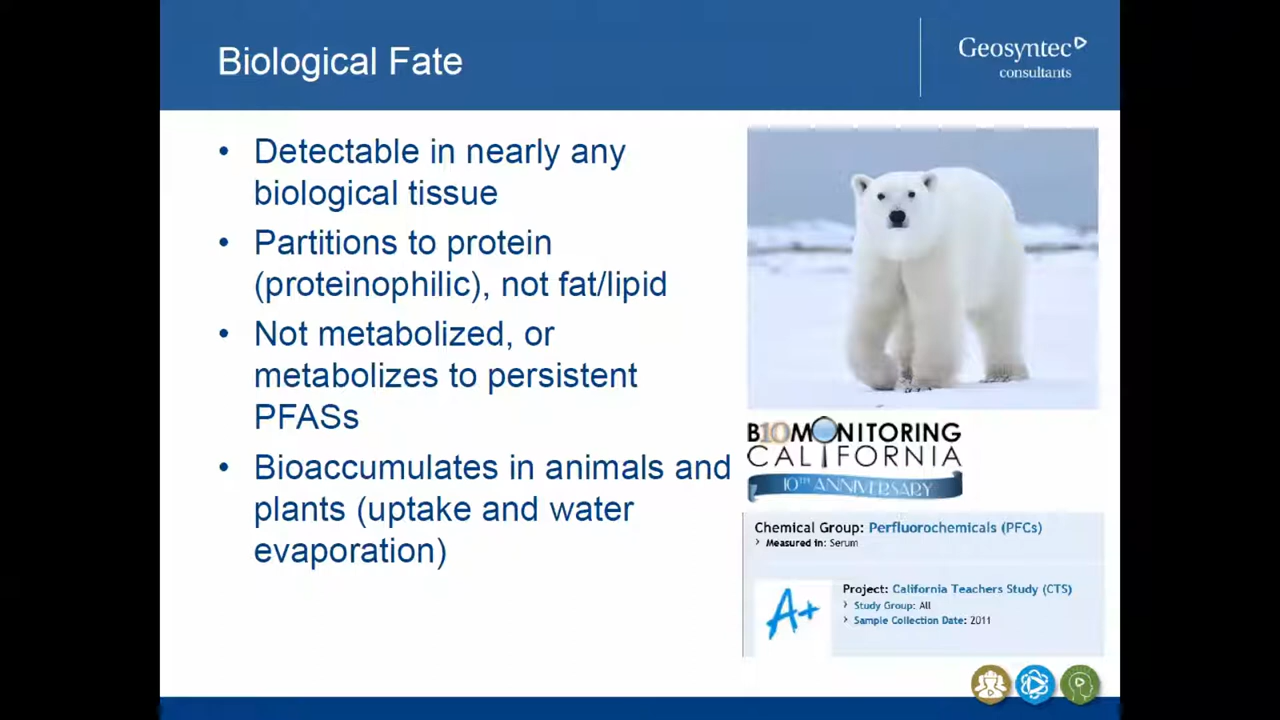 Biological Fate
Geosyntec
consultants
• Detectable in nearly any
biological tissue
• Partitions to protein
(proteinophilic), not fat/lipid
• Not metabolized, or
metabolizes to persistent
PFASs
• Bioaccumulates in animals and
plants (uptake and water
evaporation)
B10MONITORING
CALIFORNIA
10TH ANNIVERSARY
Chemical Group: Perfluorochemicals (PFCs)
› Measured in: Serum
A+
Project: California Teachers Study (CTS)
› Study Group: All
› Sample Collection Date: 2011